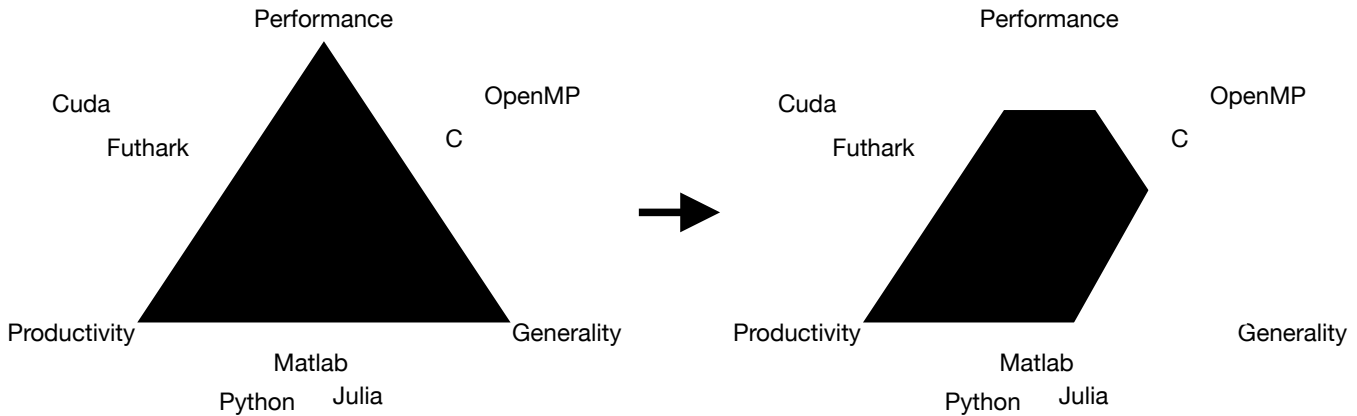 Performance
Cuda
OpenMP
Futhark
C
Productivity
Generality
Matlab
Python
Julia
Performance
Cuda
OpenMP
Futhark
C
Productivity
Generality
Matlab
Python
Julia